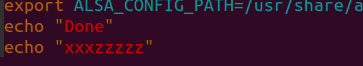 export ALSA_CONFIG_PATH=/usr/share/a
echo "Done"
echo "xxxzzzzz"